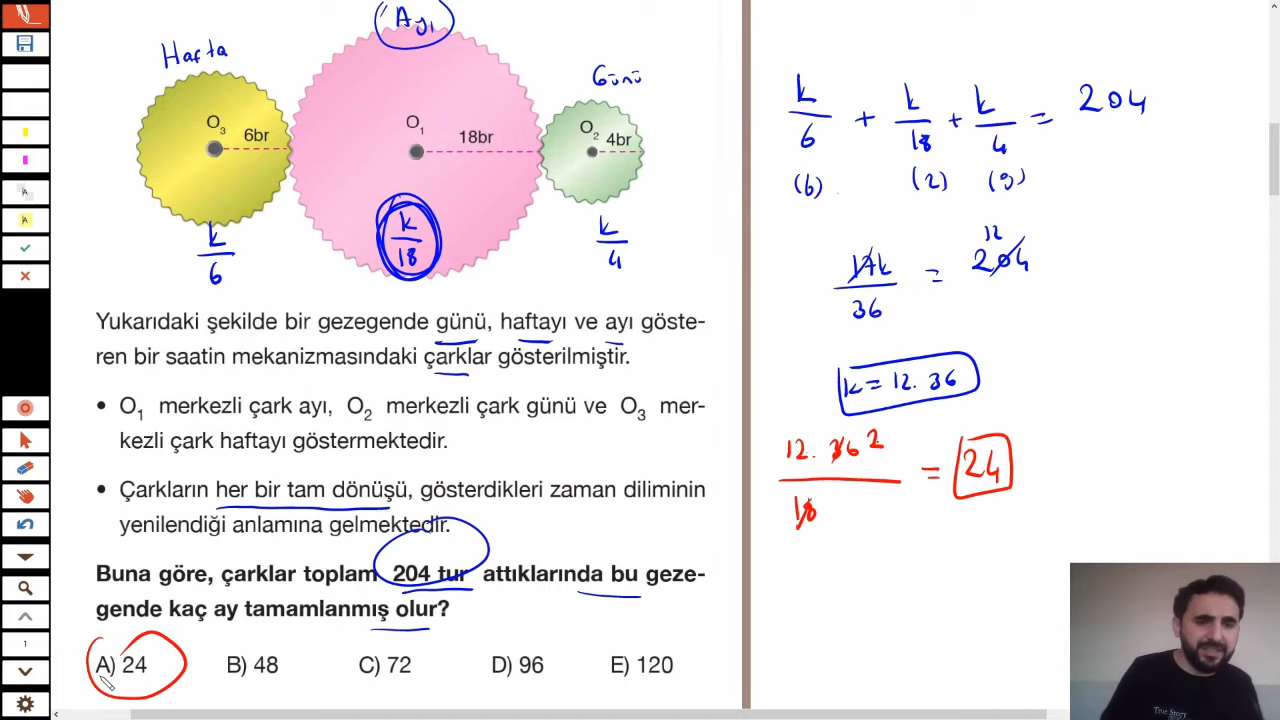 Hafta
Ayı
Günü
O3 6br
O1 18br
O2 4br
k/6
k/18
k/4
Yukarıdaki şekilde bir gezegende günü, haftayı ve ayı göste-
ren bir saatin mekanizmasındaki çarklar gösterilmiştir.
• O1 merkezli çark ayı, O2 merkezli çark günü ve O3 mer-
kezli çark haftayı göstermektedir.
• Çarkların her bir tam dönüşü, gösterdikleri zaman diliminin
yenilendiği anlamına gelmektedir.
Buna göre, çarklar toplam 204 tur attıklarında bu geze-
gende kaç ay tamamlanmış olur?
A) 24 B) 48 C) 72 D) 96 E) 120
k/6 + k/18 + k/4 = 204
(6) (2) (9)
12
17k/36 = 204
k = 12.36
12.36 2
/18 = 24
1
True Story